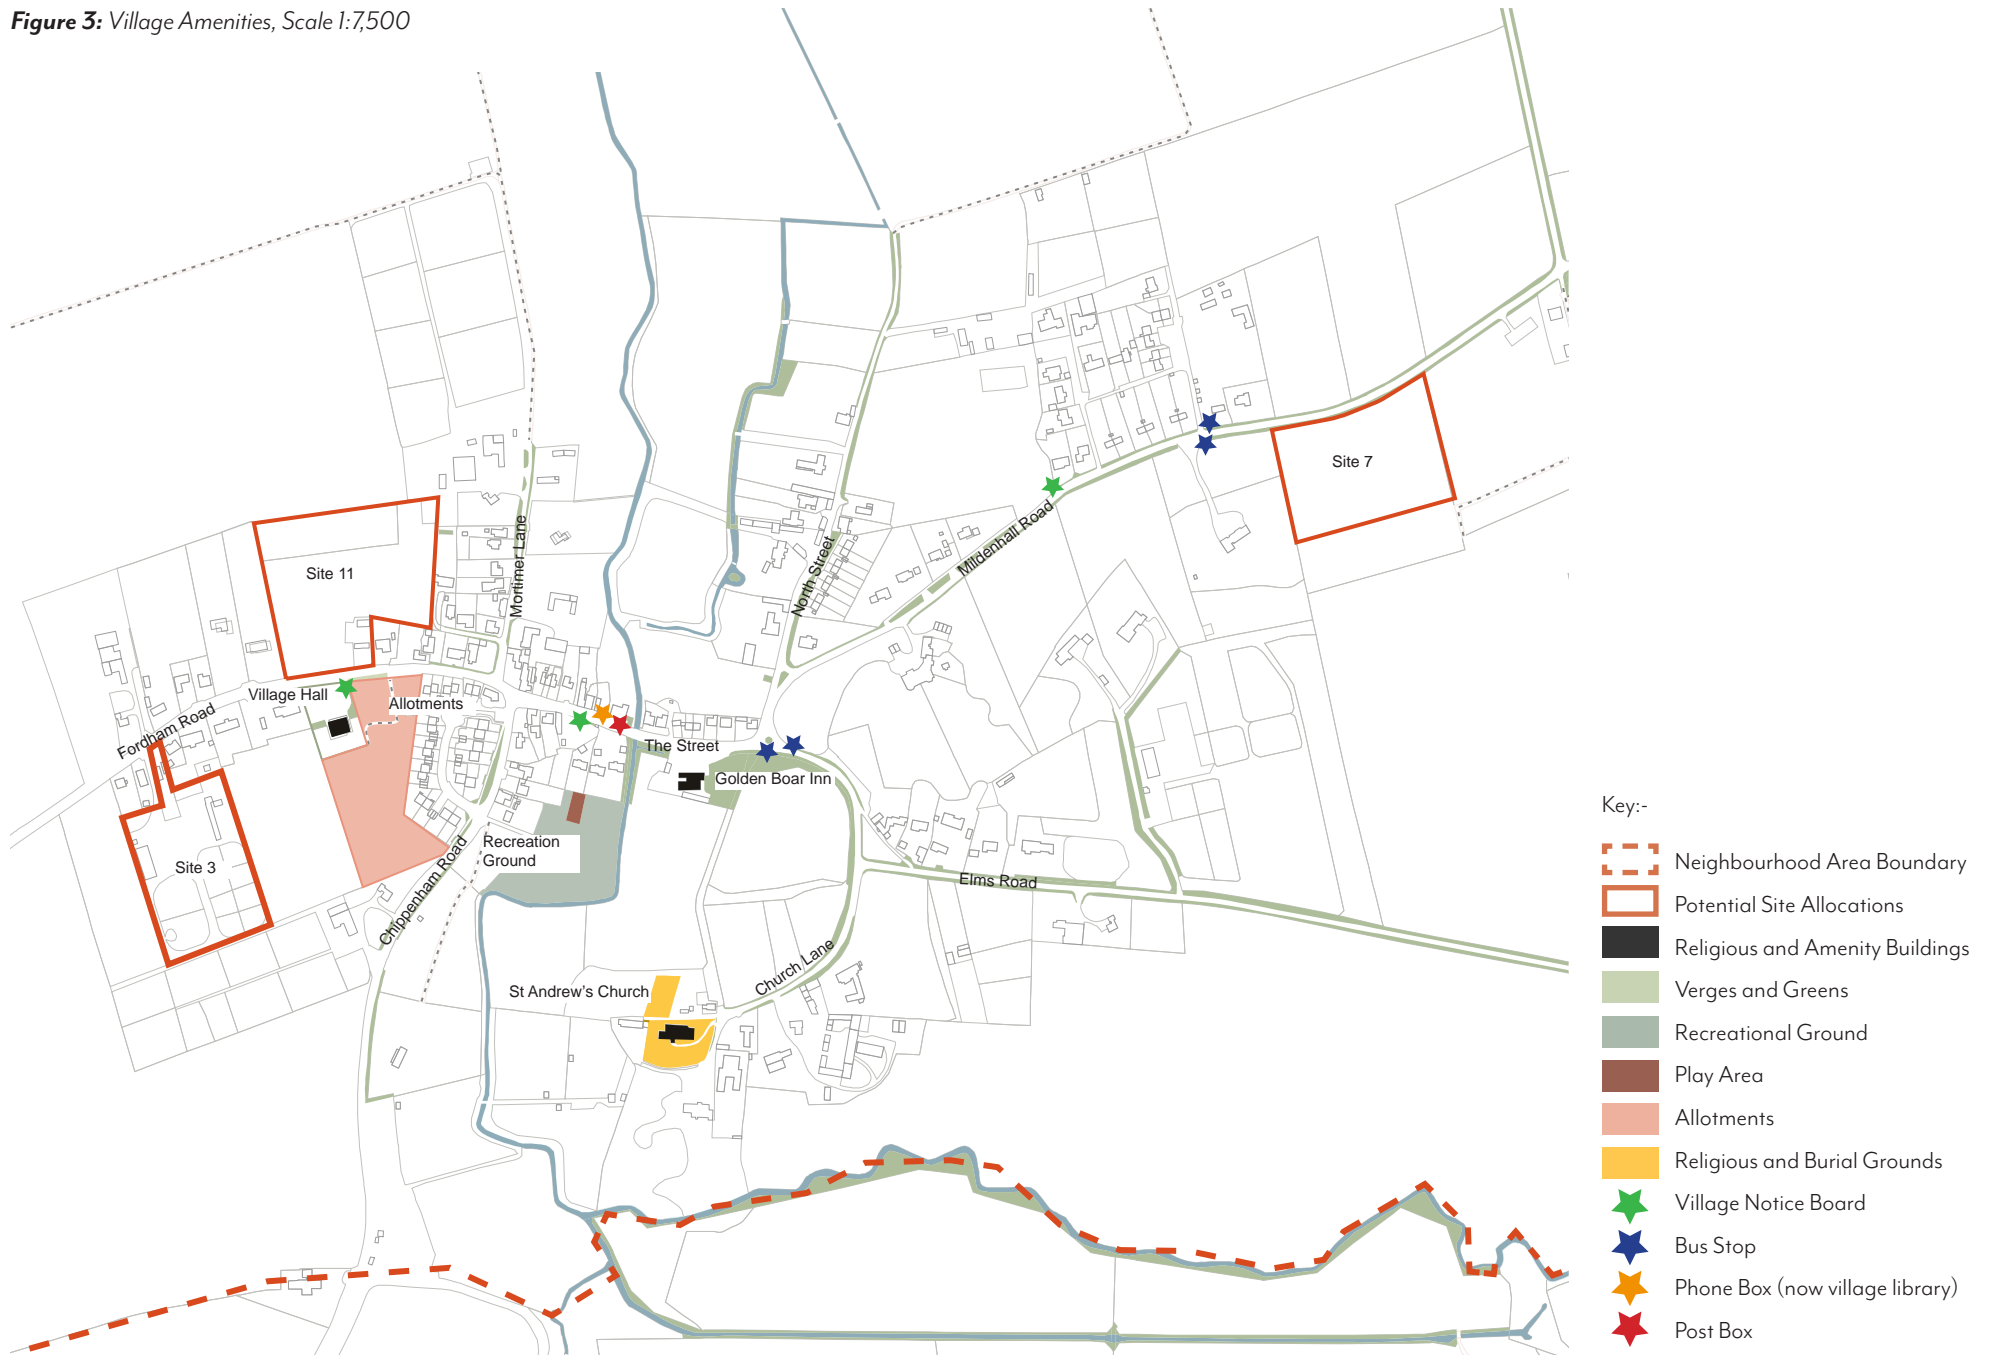 Figure 3: Village Amenities, Scale 1:7,500
Site 7
Mildenhall Road
Mortimer Lane
North Street
Site 11
Village Hall
Allotments
Fordham Road
The Street
Golden Boar Inn
Recreation
Ground
Site 3
Chippenham Road
Elms Road
Church Lane
St Andrew's Church
Key:-
Neighbourhood Area Boundary
Potential Site Allocations
Religious and Amenity Buildings
Verges and Greens
Recreational Ground
Play Area
Allotments
Religious and Burial Grounds
Village Notice Board
Bus Stop
Phone Box (now village library)
Post Box